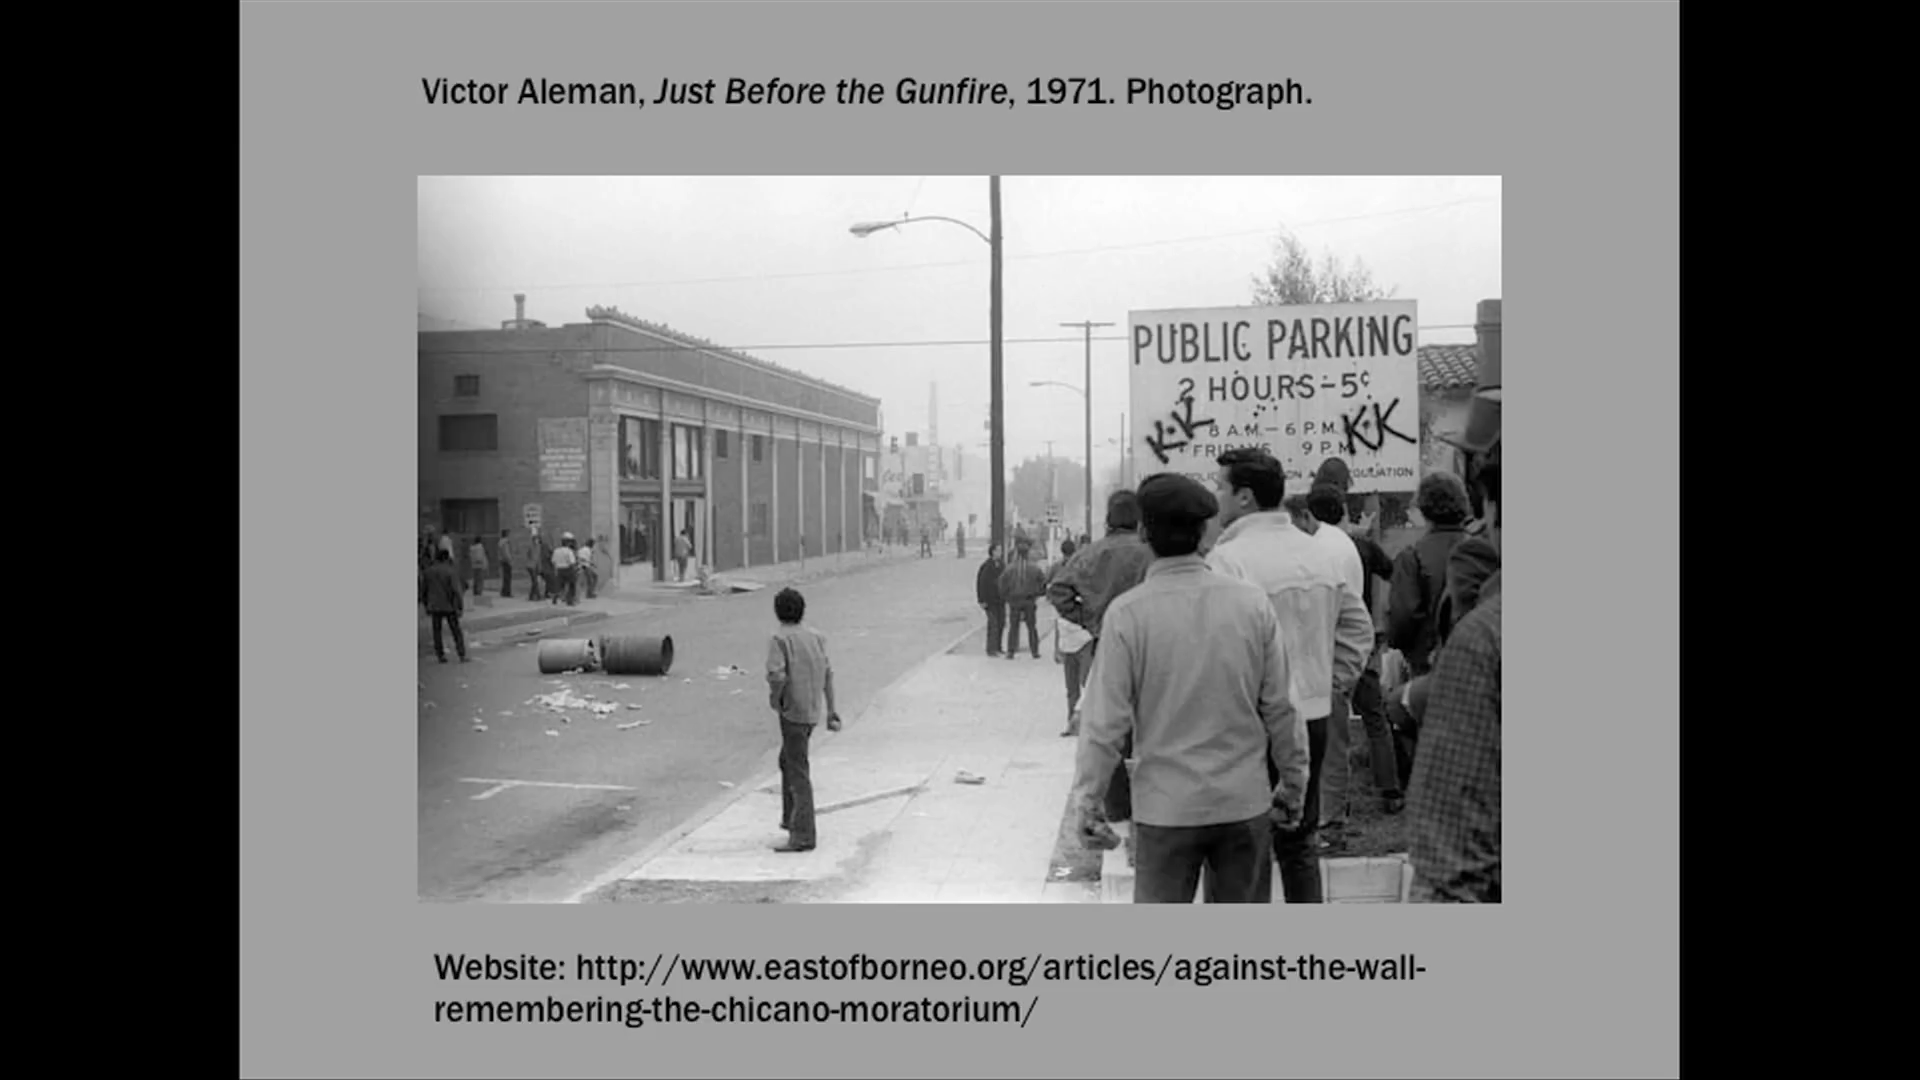 Victor Aleman, Just Before the Gunfire, 1971. Photograph.
PUBLIC PARKING
2 HOURS-5¢
K·K 8 A.M.- 6 P.M. KK
FRIDAYS 9 P.M.
Website: http://www.eastofborneo.org/articles/against-the-wall-
remembering-the-chicano-moratorium/